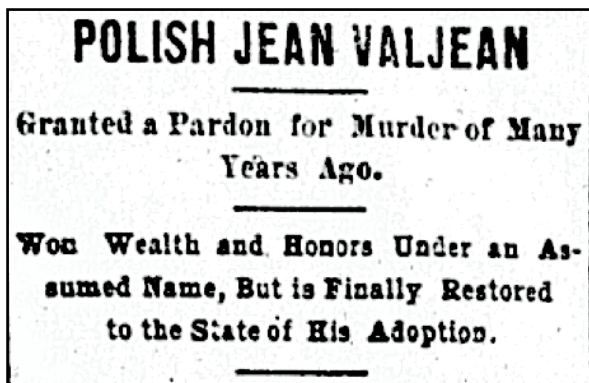 POLISH JEAN VALJEAN
Granted a Pardon for Murder of Many
Years Ago.
Won Wealth and Honors Under an As-
sumed Name, But is Finally Restored
to the State of His Adoption.